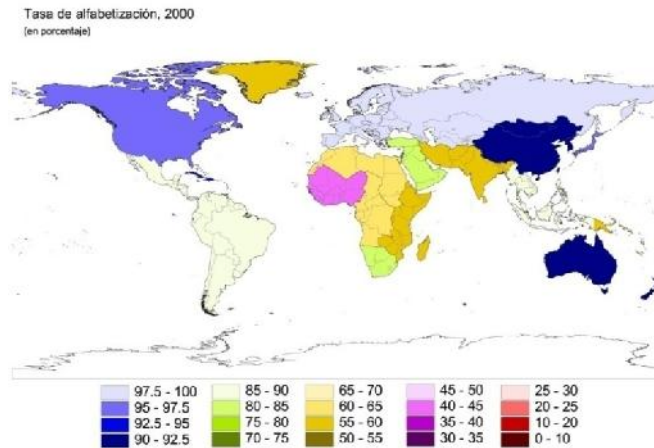 Tasa de alfabetización, 2000
(en porcentaje)
97.5 - 100 85 - 90 65 - 70 45 - 50 25 - 30
95 - 97.5 80 - 85 60 - 65 40 - 45 20 - 25
92.5 - 95 75 - 80 55 - 60 35 - 40 10 - 20
90 - 92.5 70 - 75 50 - 55 30 - 35 0 - 10